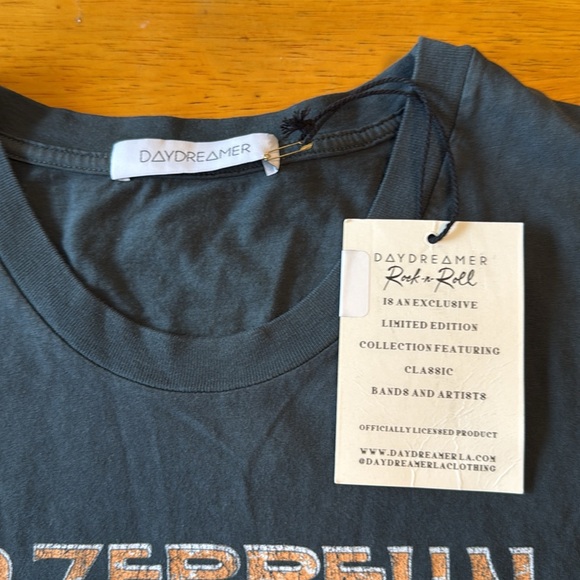 DAYDREAMER
DAYDREAMER
Rock-n-Roll
IS AN EXCLUSIVE
LIMITED EDITION
COLLECTION FEATURING
CLASSIC
BANDS AND ARTISTS
OFFICIALLY LICENSED PRODUCT
WWW.DAYDREAMERLA.COM
@DAYDREAMERLACLOTHING
D ZEPPELIN